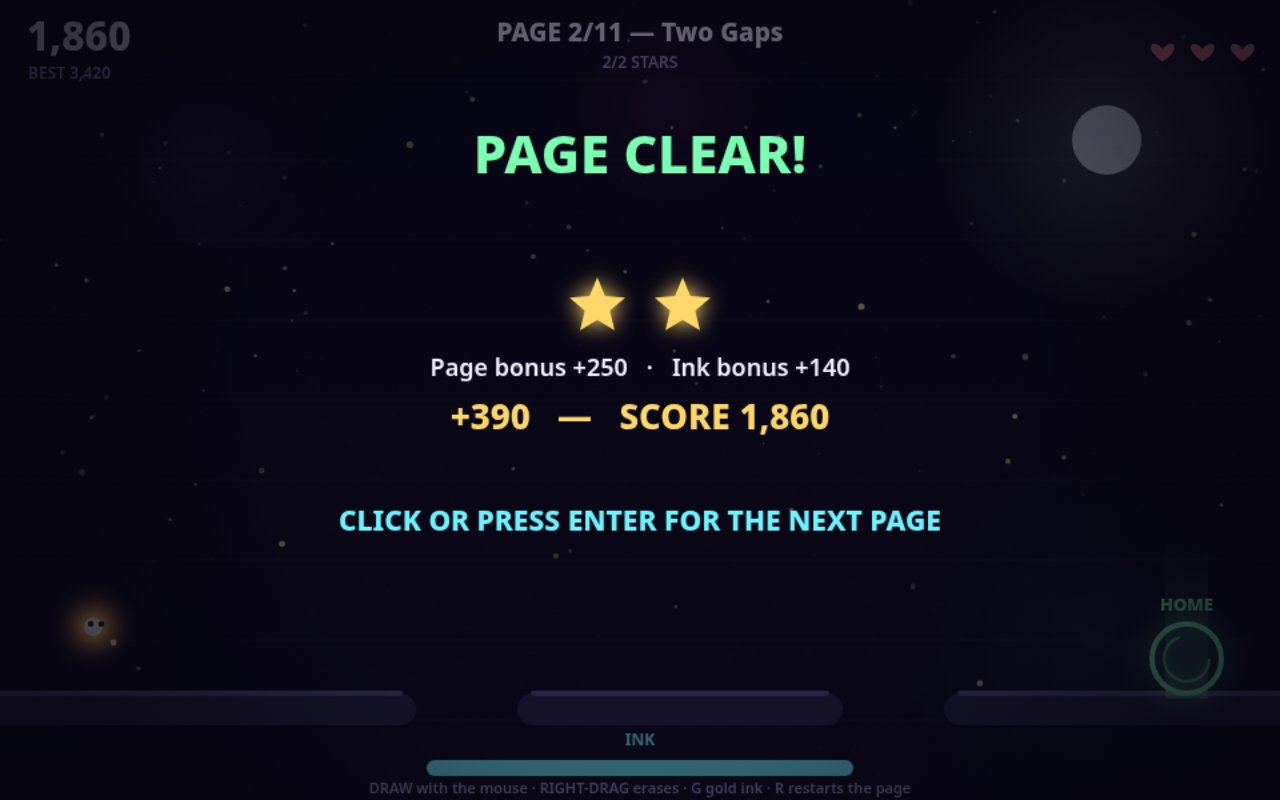 1,860
BEST 3,420
PAGE 2/11 — Two Gaps
2/2 STARS
PAGE CLEAR!
Page bonus +250 · Ink bonus +140
+390 — SCORE 1,860
CLICK OR PRESS ENTER FOR THE NEXT PAGE
HOME
INK
DRAW with the mouse · RIGHT-DRAG erases · G gold ink · R restarts the page